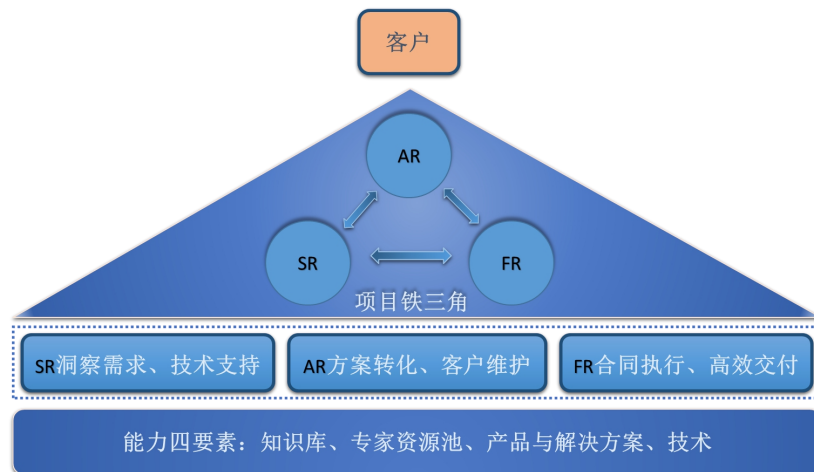 客户
AR
SR
FR
项目铁三角
SR洞察需求、技术支持
AR方案转化、客户维护
FR合同执行、高效交付
能力四要素：知识库、专家资源池、产品与解决方案、技术